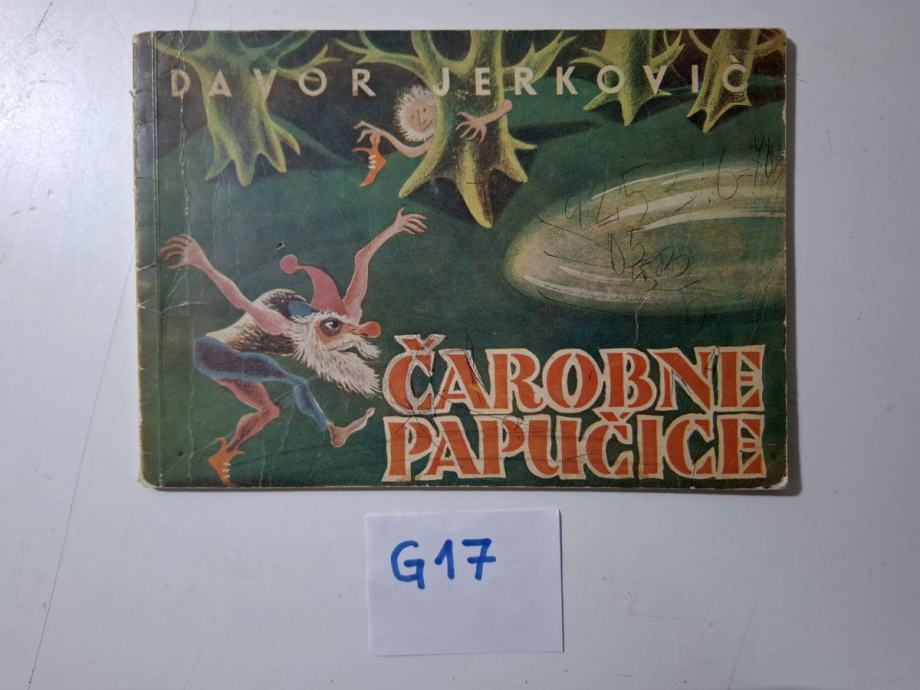 DAVOR JERKOVIĆ
ČAROBNE
PAPUČICE
G17